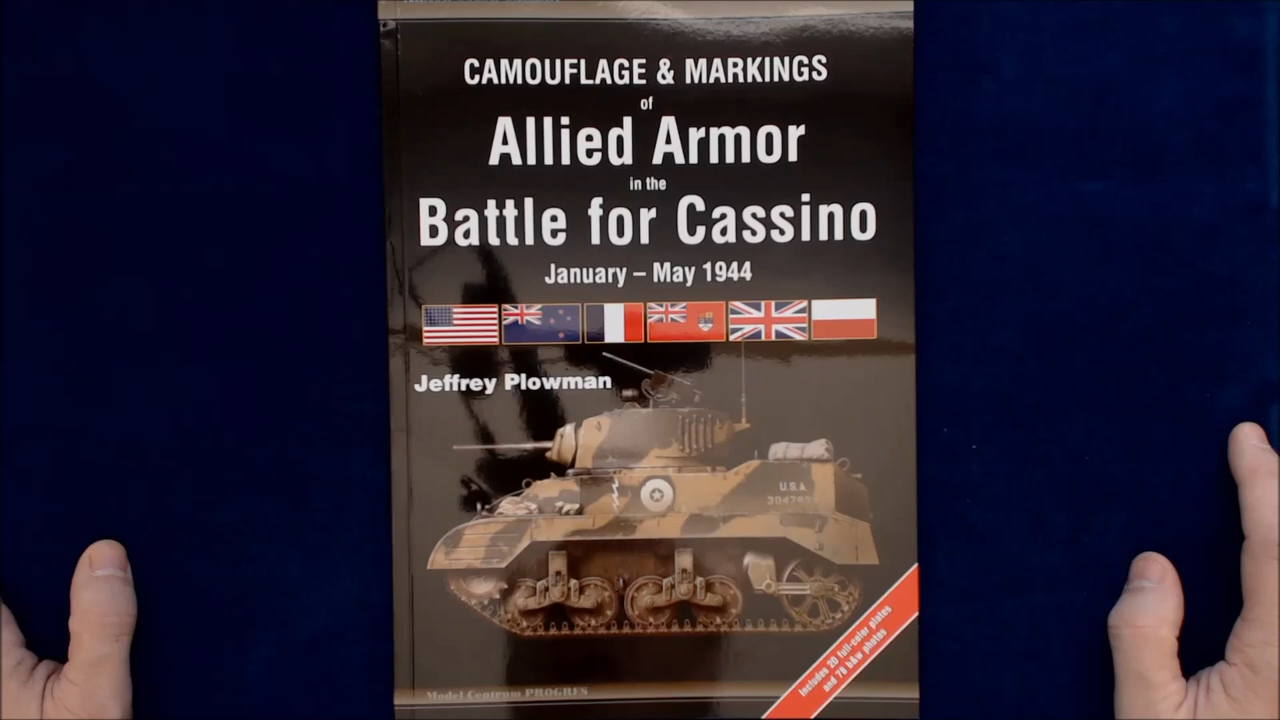 CAMOUFLAGE & MARKINGS
of
Allied Armor
in the
Battle for Cassino
January – May 1944
Jeffrey Plowman
U.S.A.
Includes 20 full-color plates
and 78 b&w photos
Model Centrum PROGRES